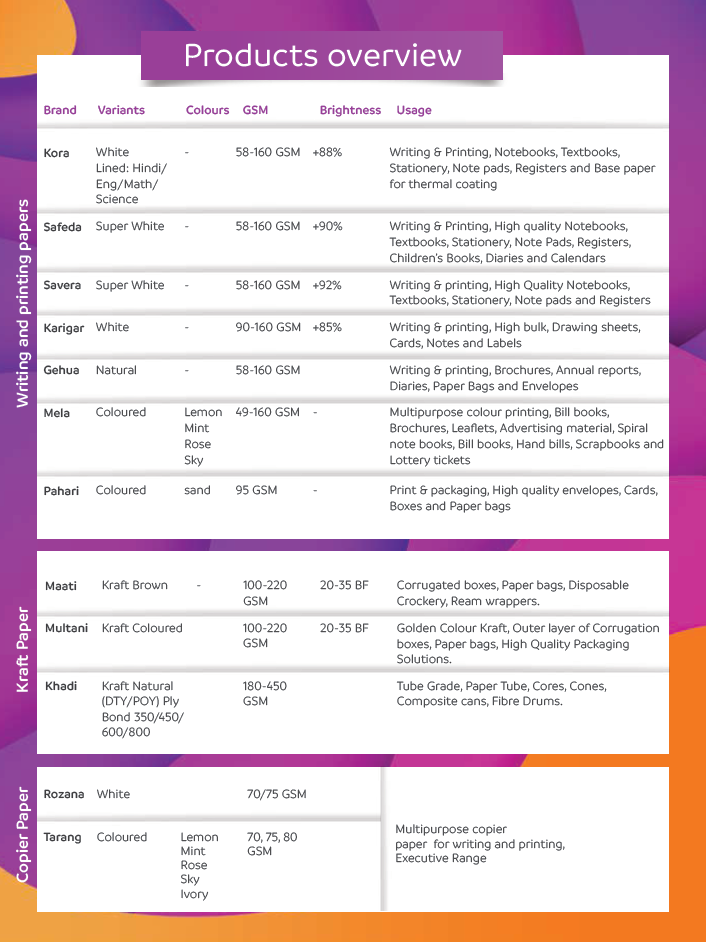 Products overview
Brand Variants Colours GSM Brightness Usage
Writing and printing papers
Kora White - 58-160 GSM +88% Writing & Printing, Notebooks, Textbooks,
Lined: Hindi/ Stationery, Note pads, Registers and Base paper
Eng/Math/ for thermal coating
Science
Safeda Super White - 58-160 GSM +90% Writing & Printing, High quality Notebooks,
Textbooks, Stationery, Note Pads, Registers,
Children's Books, Diaries and Calendars
Savera Super White - 58-160 GSM +92% Writing & printing, High Quality Notebooks,
Textbooks, Stationery, Note pads and Registers
Karigar White - 90-160 GSM +85% Writing & printing, High bulk, Drawing sheets,
Cards, Notes and Labels
Gehua Natural - 58-160 GSM Writing & printing, Brochures, Annual reports,
Diaries, Paper Bags and Envelopes
Mela Coloured Lemon 49-160 GSM - Multipurpose colour printing, Bill books,
Mint Brochures, Leaflets, Advertising material, Spiral
Rose note books, Bill books, Hand bills, Scrapbooks and
Sky Lottery tickets
Pahari Coloured sand 95 GSM - Print & packaging, High quality envelopes, Cards,
Boxes and Paper bags
Kraft Paper
Maati Kraft Brown - 100-220 20-35 BF Corrugated boxes, Paper bags, Disposable
GSM Crockery, Ream wrappers.
Multani Kraft Coloured 100-220 20-35 BF Golden Colour Kraft, Outer layer of Corrugation
GSM boxes, Paper bags, High Quality Packaging
Solutions.
Khadi Kraft Natural 180-450 Tube Grade, Paper Tube, Cores, Cones,
(DTY/POY) Ply GSM Composite cans, Fibre Drums.
Bond 350/450/
600/800
Copier Paper
Rozana White 70/75 GSM
Tarang Coloured Lemon 70, 75, 80 Multipurpose copier
Mint GSM paper for writing and printing,
Rose Executive Range
Sky
Ivory